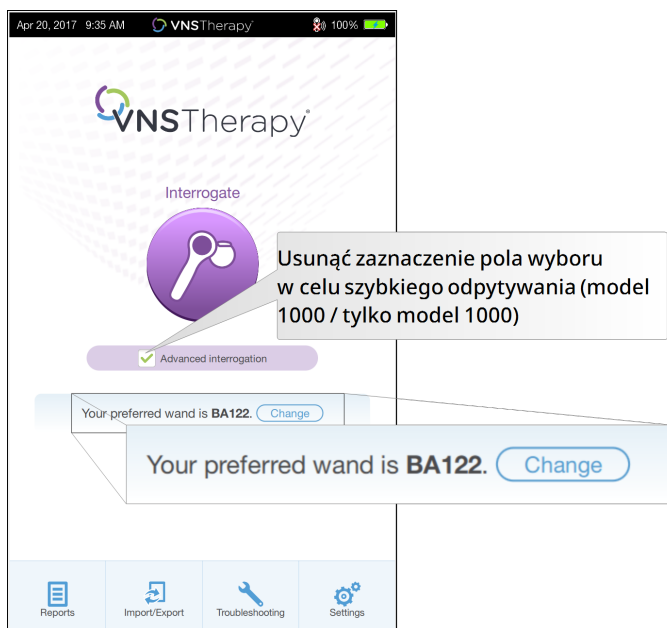 Apr 20, 2017 9:35 AM VNSTherapy 100%
VNSTherapy
Interrogate
Usunąć zaznaczenie pola wyboru
w celu szybkiego odpytywania (model
1000 / tylko model 1000)
Advanced interrogation
Your preferred wand is BA122. Change
Your preferred wand is BA122. Change
Reports Import/Export Troubleshooting Settings